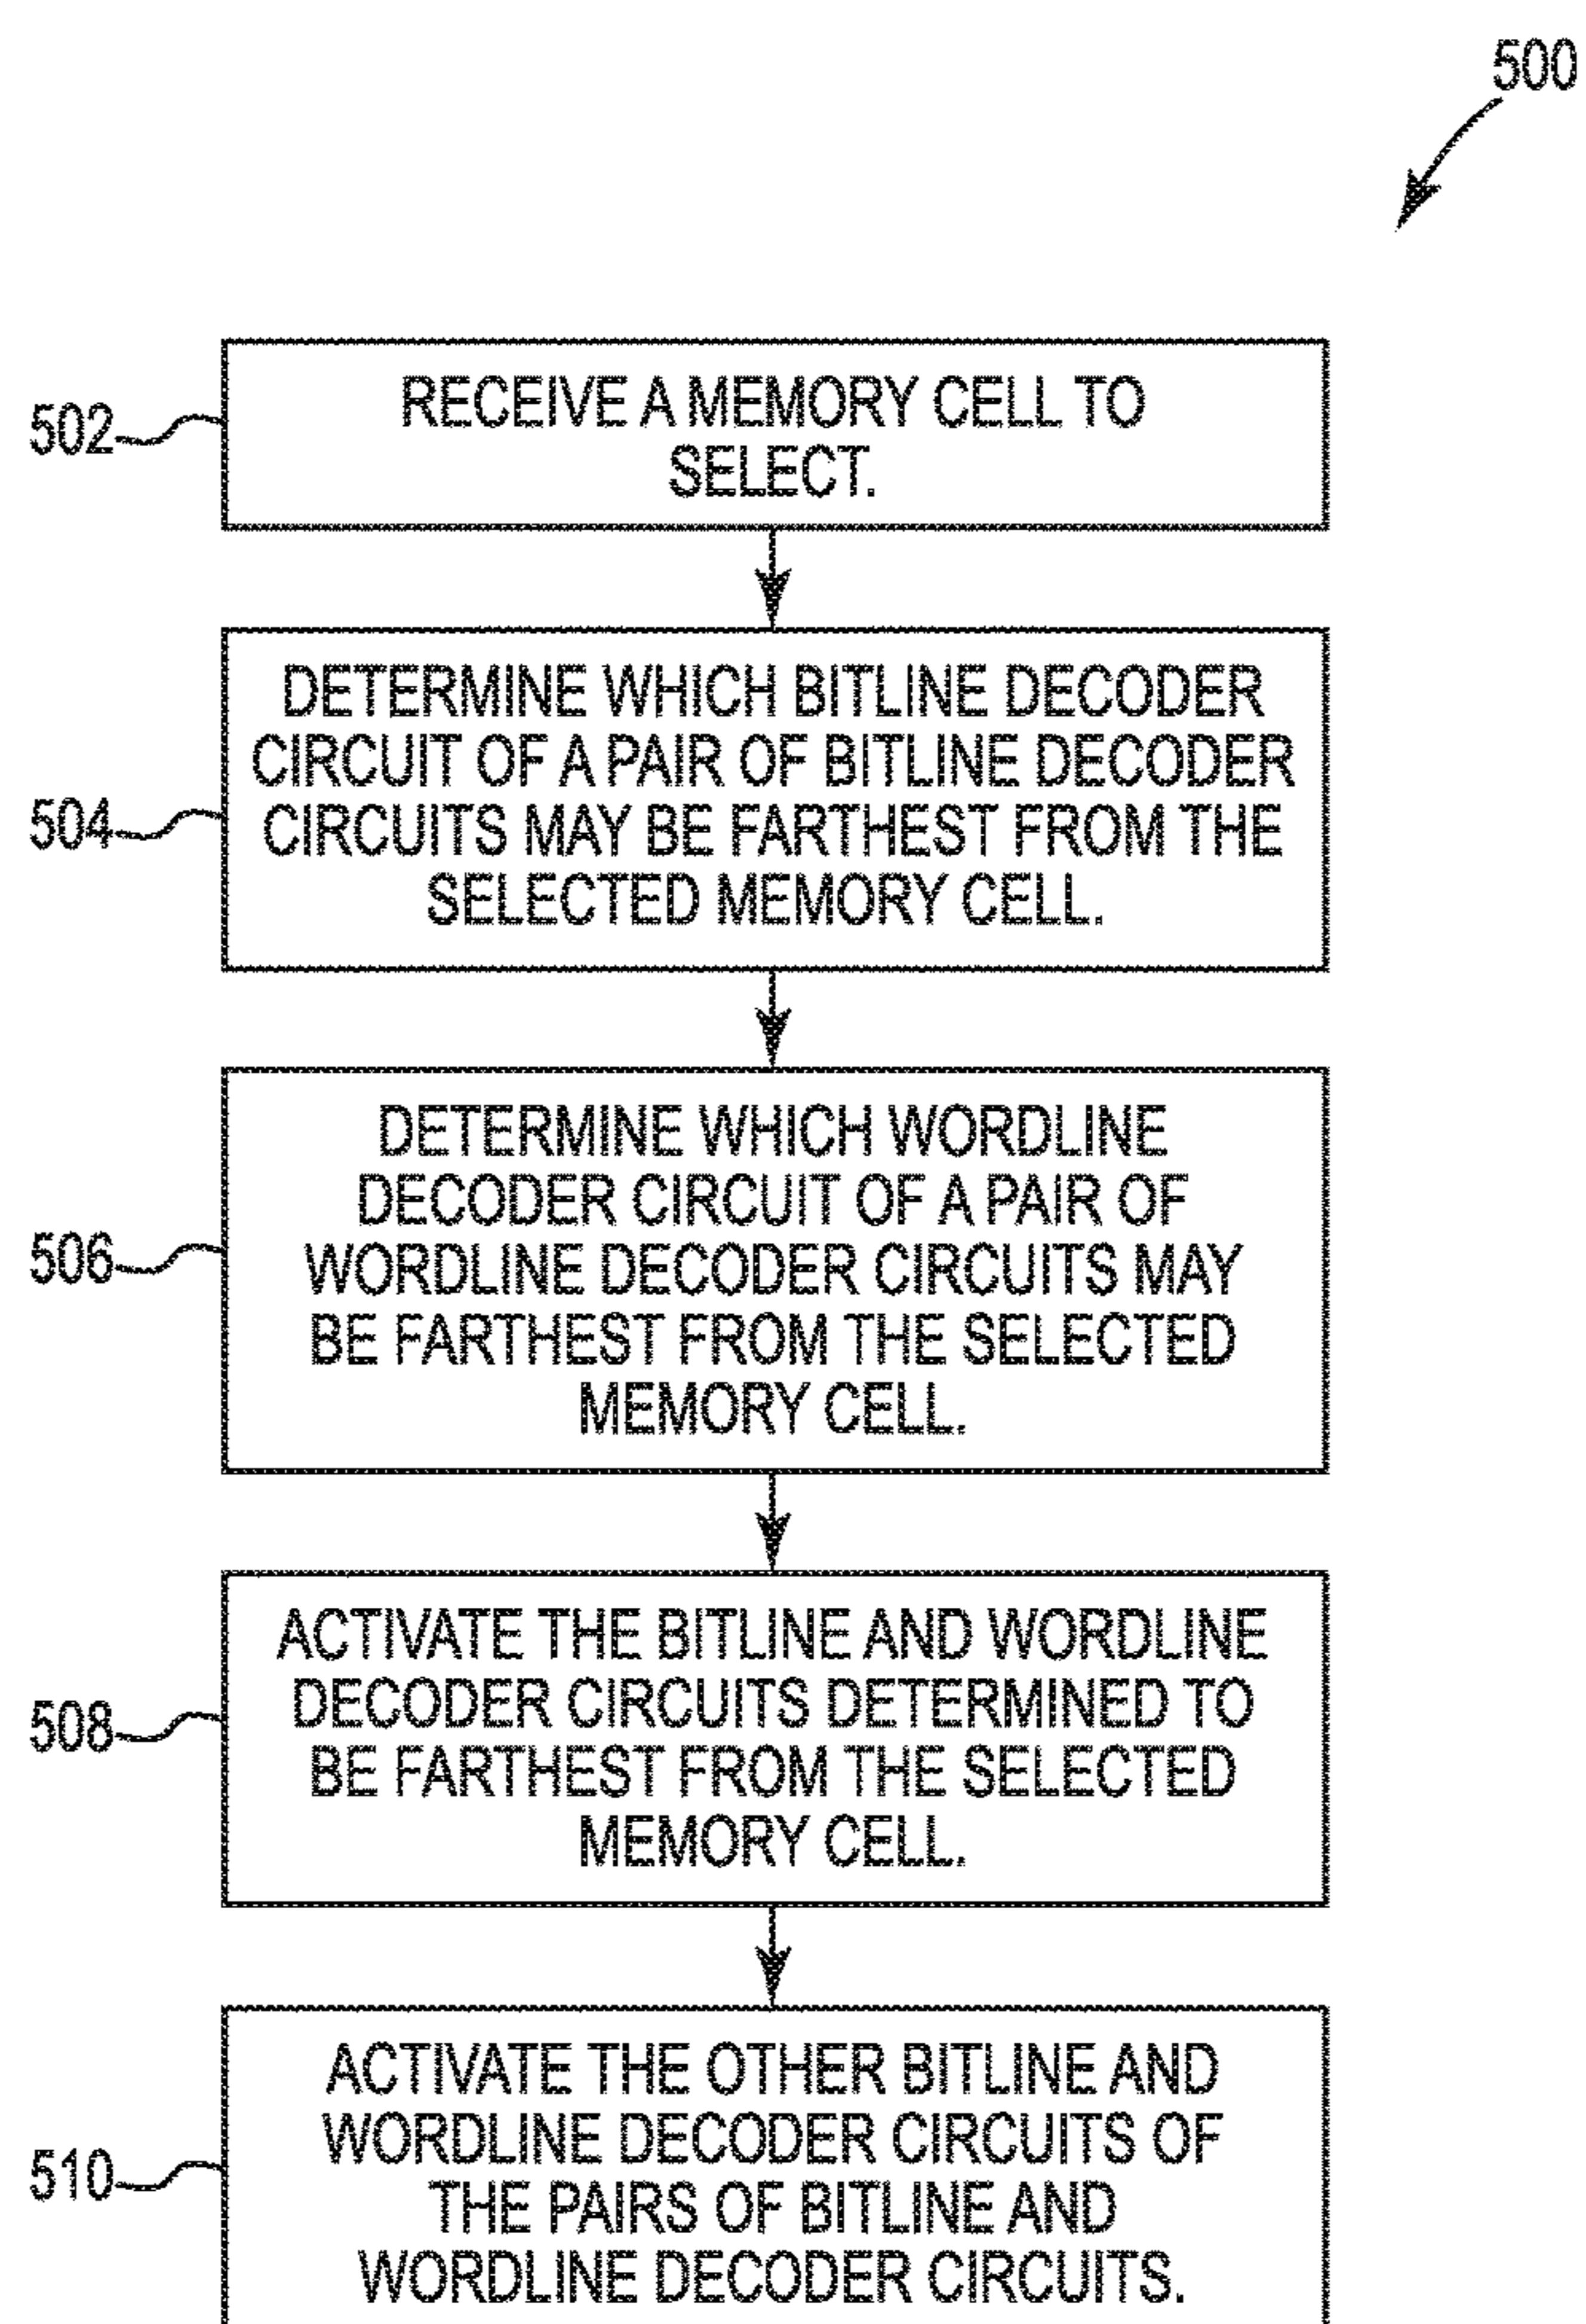 500
502
RECEIVE A MEMORY CELL TO
SELECT.
504
DETERMINE WHICH BITLINE DECODER
CIRCUIT OF A PAIR OF BITLINE DECODER
CIRCUITS MAY BE FARTHEST FROM THE
SELECTED MEMORY CELL.
506
DETERMINE WHICH WORDLINE
DECODER CIRCUIT OF A PAIR OF
WORDLINE DECODER CIRCUITS MAY
BE FARTHEST FROM THE SELECTED
MEMORY CELL.
508
ACTIVATE THE BITLINE AND WORDLINE
DECODER CIRCUITS DETERMINED TO
BE FARTHEST FROM THE SELECTED
MEMORY CELL.
510
ACTIVATE THE OTHER BITLINE AND
WORDLINE DECODER CIRCUITS OF
THE PAIRS OF BITLINE AND
WORDLINE DECODER CIRCUITS.